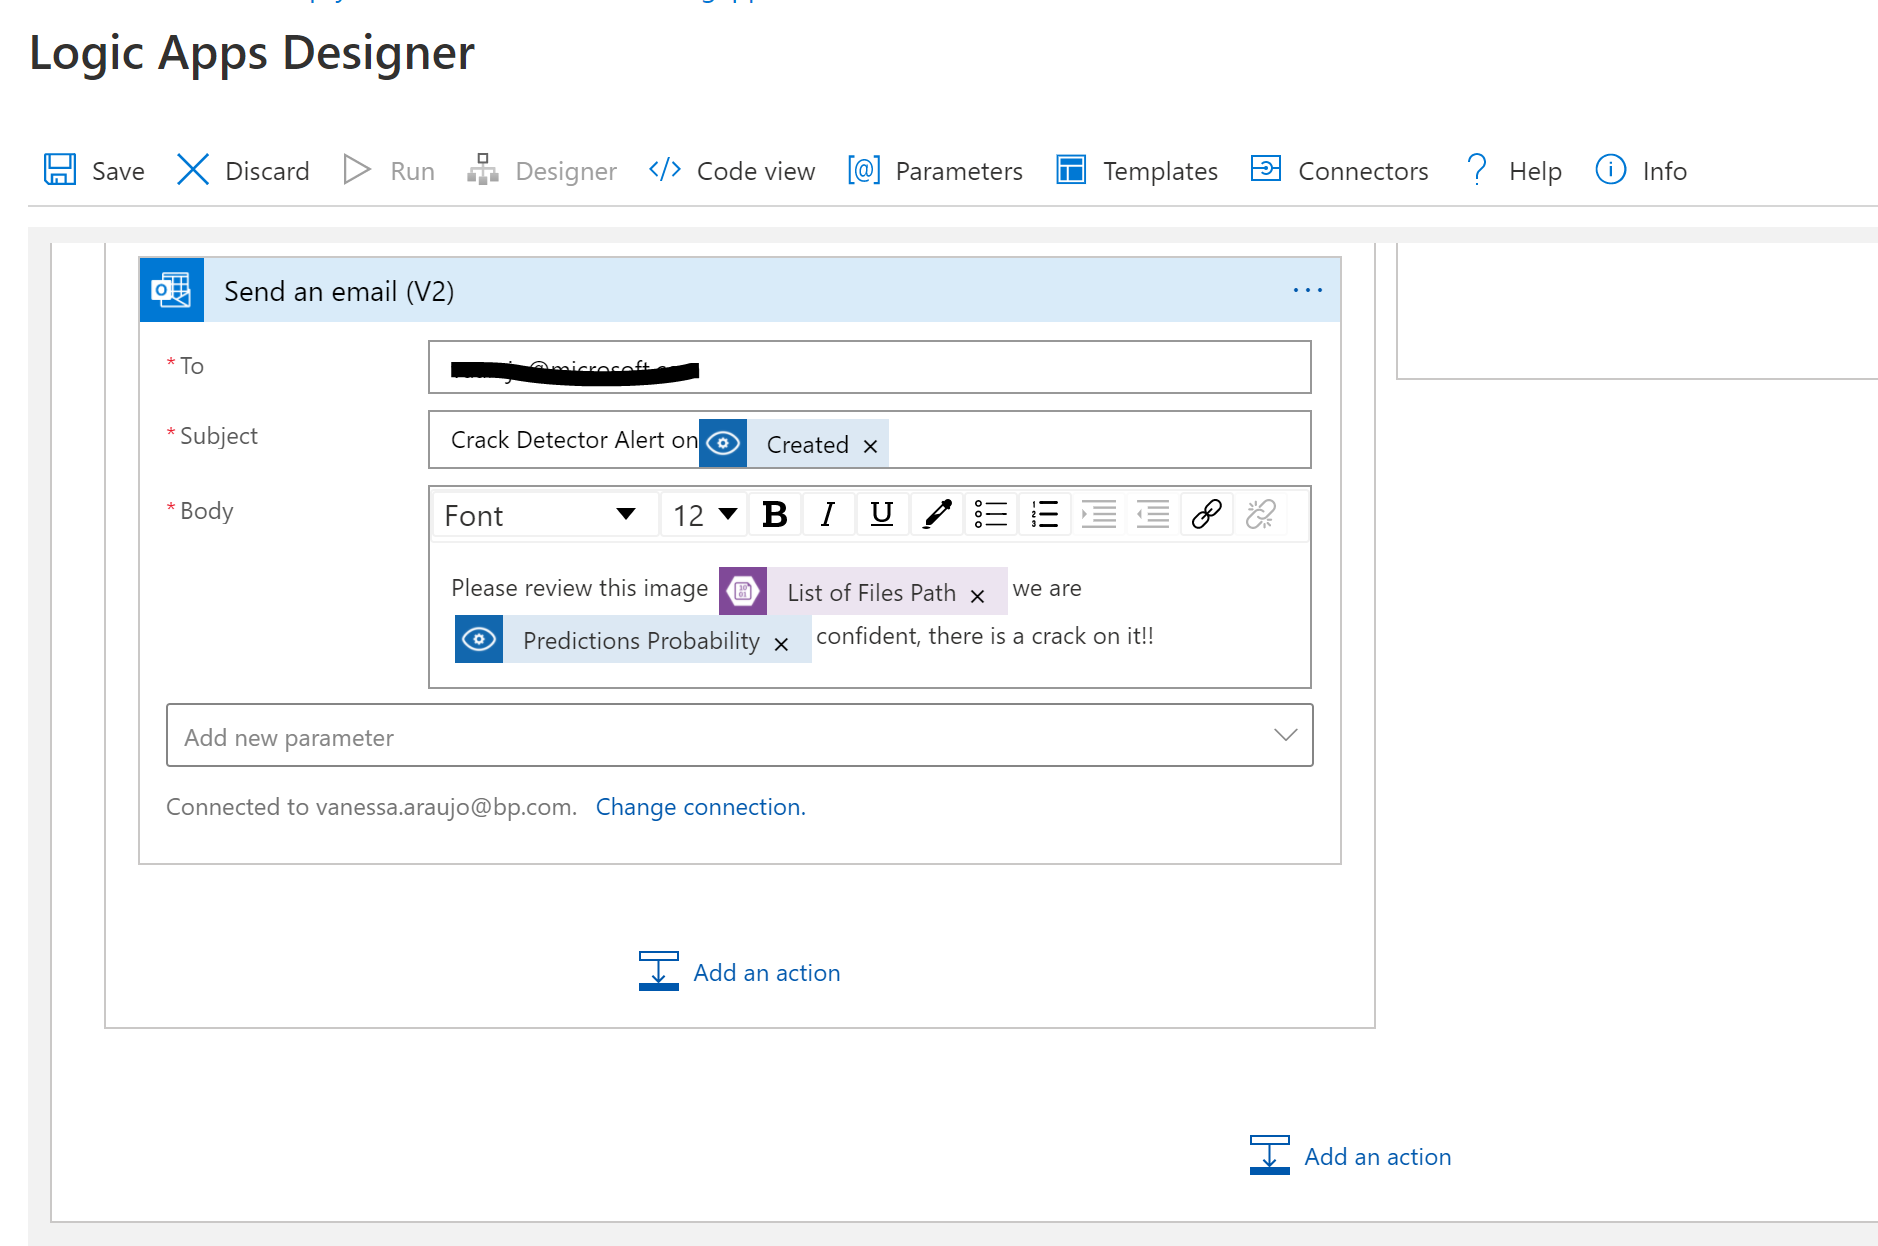 Logic Apps Designer
Save Discard Run Designer </> Code view [@] Parameters Templates Connectors ? Help Info
Send an email (V2) ...
* To
* Subject Crack Detector Alert on Created ×
* Body Font 12 B I U
Please review this image List of Files Path × we are
Predictions Probability × confident, there is a crack on it!!
Add new parameter
Connected to vanessa.araujo@bp.com. Change connection.
Add an action
Add an action